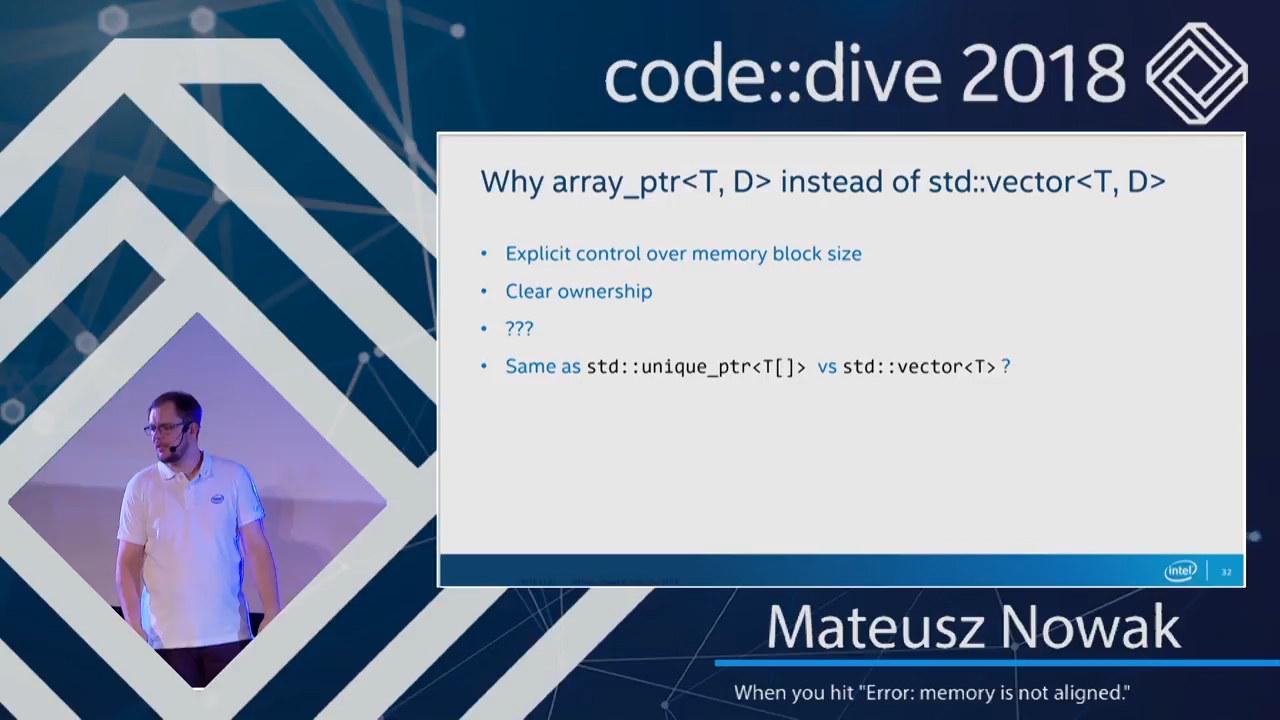 code::dive 2018
Why array_ptr<T, D> instead of std::vector<T, D>
• Explicit control over memory block size
• Clear ownership
• ???
• Same as std::unique_ptr<T[]> vs std::vector<T> ?
intel
32
Mateusz Nowak
When you hit "Error: memory is not aligned."